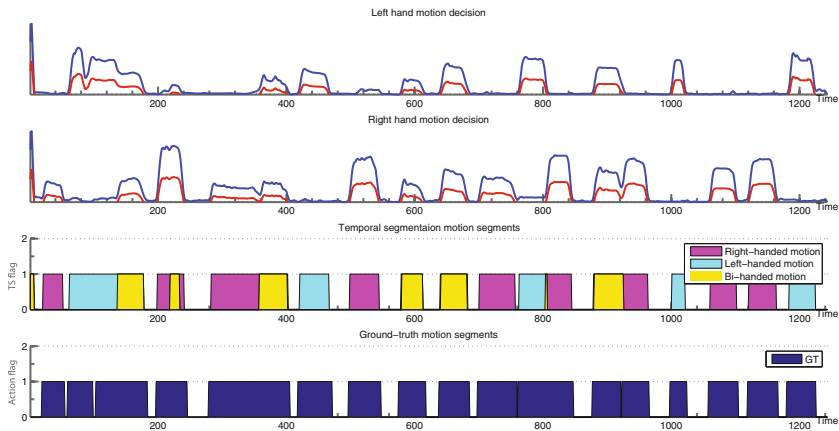 Left hand motion decision
200 400 600 800 1000 1200 Time
Right hand motion decision
200 400 600 800 1000 1200 Time
Temporal segmentaion motion segments
TS flag
2
1
0
Right−handed motion
Left−handed motion
Bi−handed motion
200 400 600 800 1000 1200 Time
Ground−truth motion segments
Action flag
2
1
0
GT
200 400 600 800 1000 1200 Time